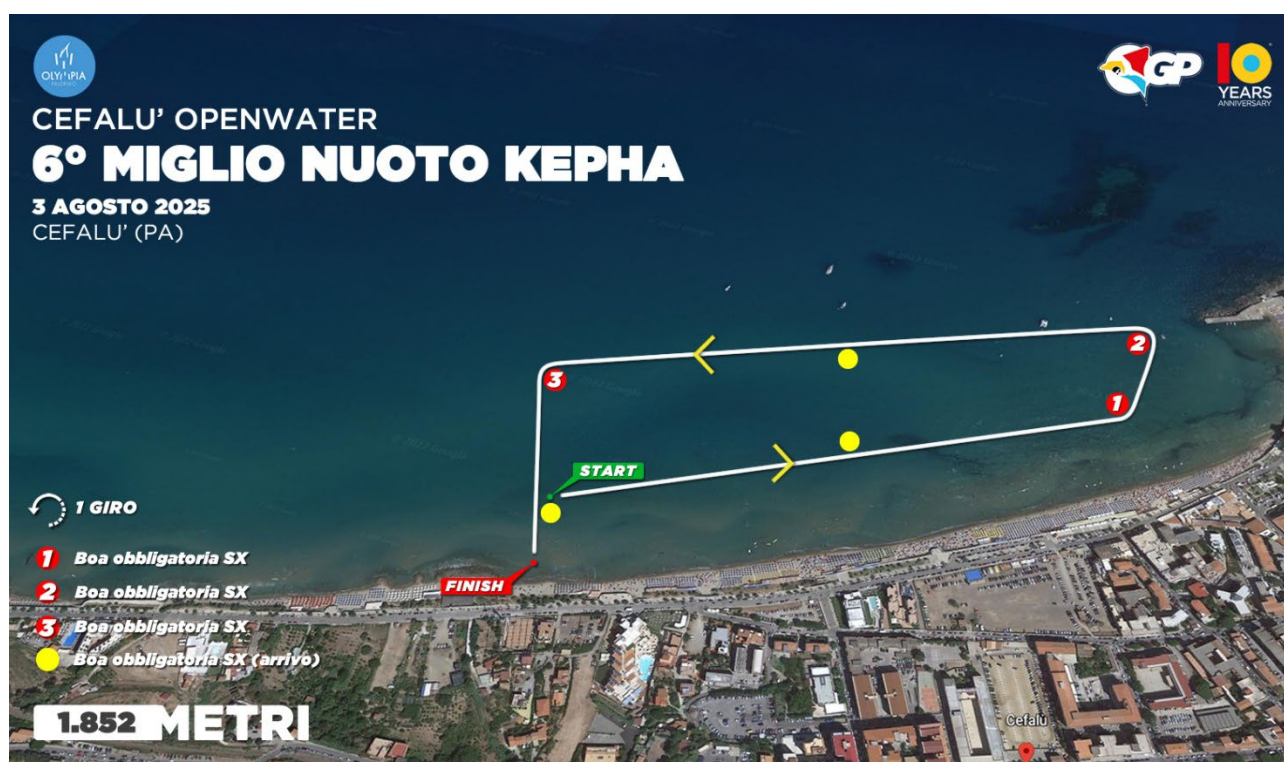 OLYMPIA
PALERMO
GP
10
YEARS
ANNIVERSARY
CEFALU' OPENWATER
6° MIGLIO NUOTO KEPHA
3 AGOSTO 2025
CEFALU' (PA)
2
3
1
START
FINISH
1 GIRO
1 Boa obbligatoria SX
2 Boa obbligatoria SX
3 Boa obbligatoria SX
Boa obbligatoria SX (arrivo)
1.852 METRI
Cefalù